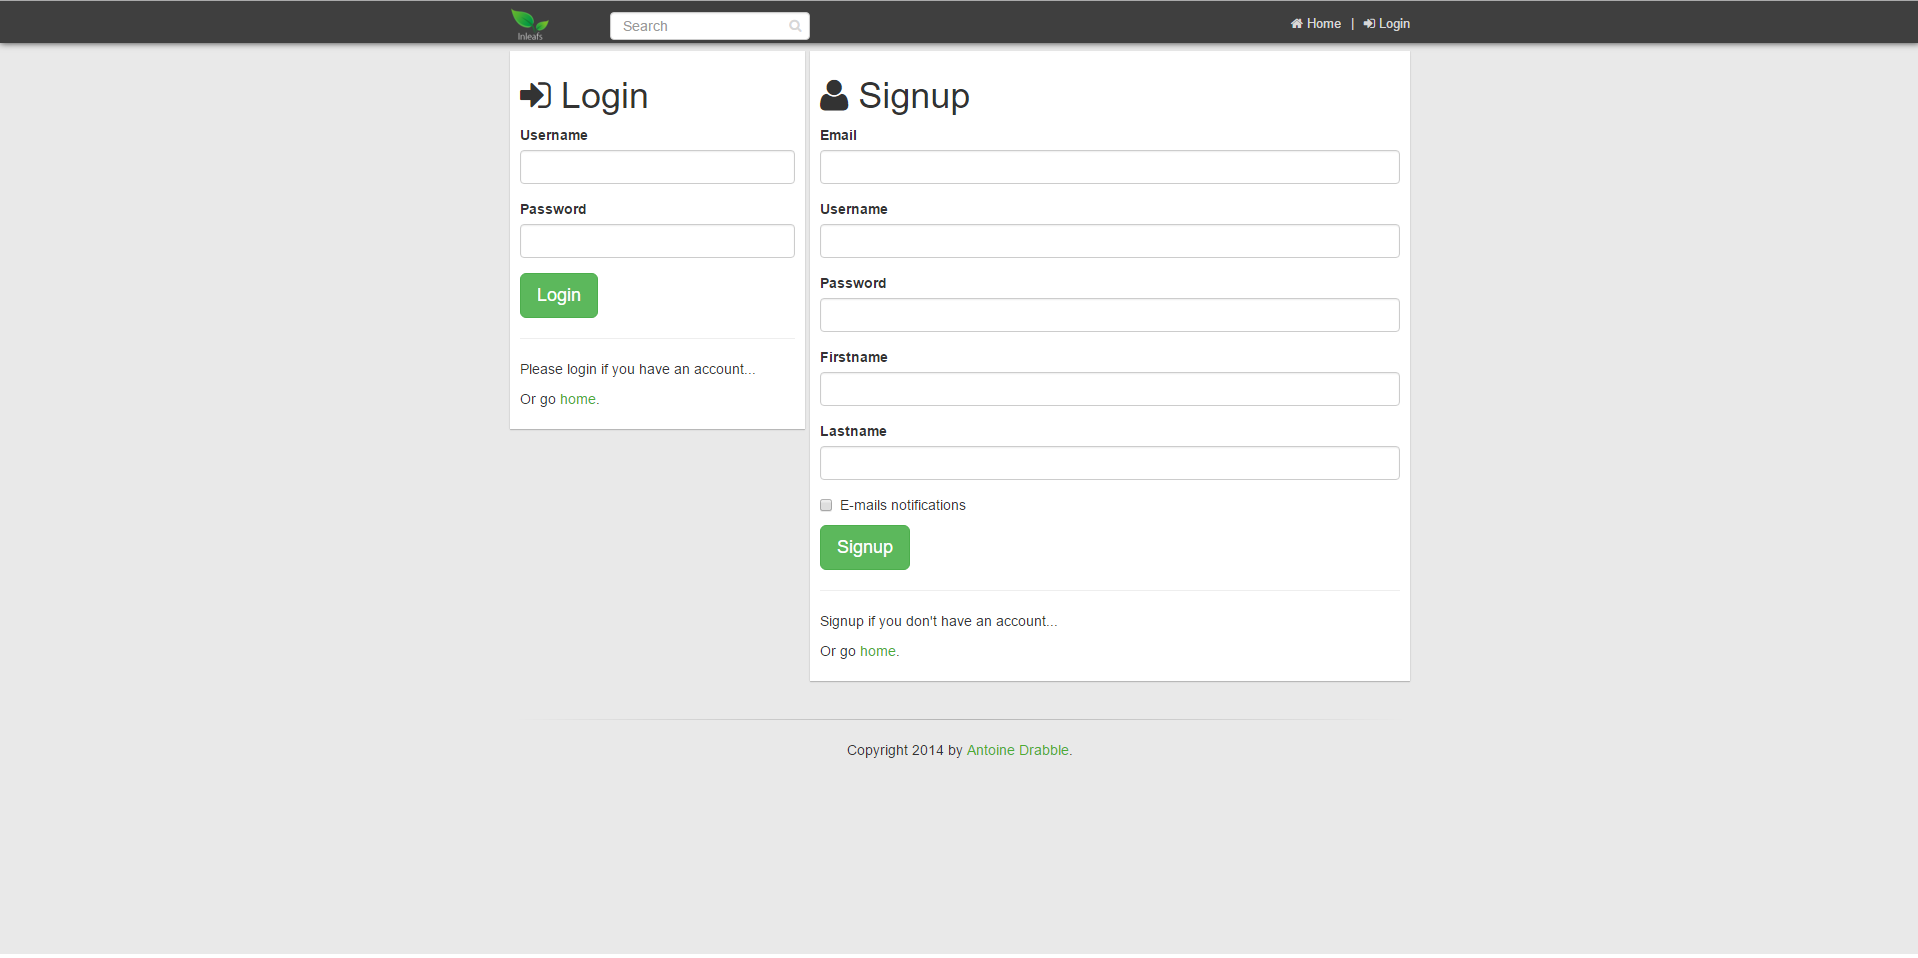 Inleafs
Search
Home | Login
Login
Username
Password
Login
Please login if you have an account...
Or go home.
Signup
Email
Username
Password
Firstname
Lastname
E-mails notifications
Signup
Signup if you don't have an account...
Or go home.
Copyright 2014 by Antoine Drabble.